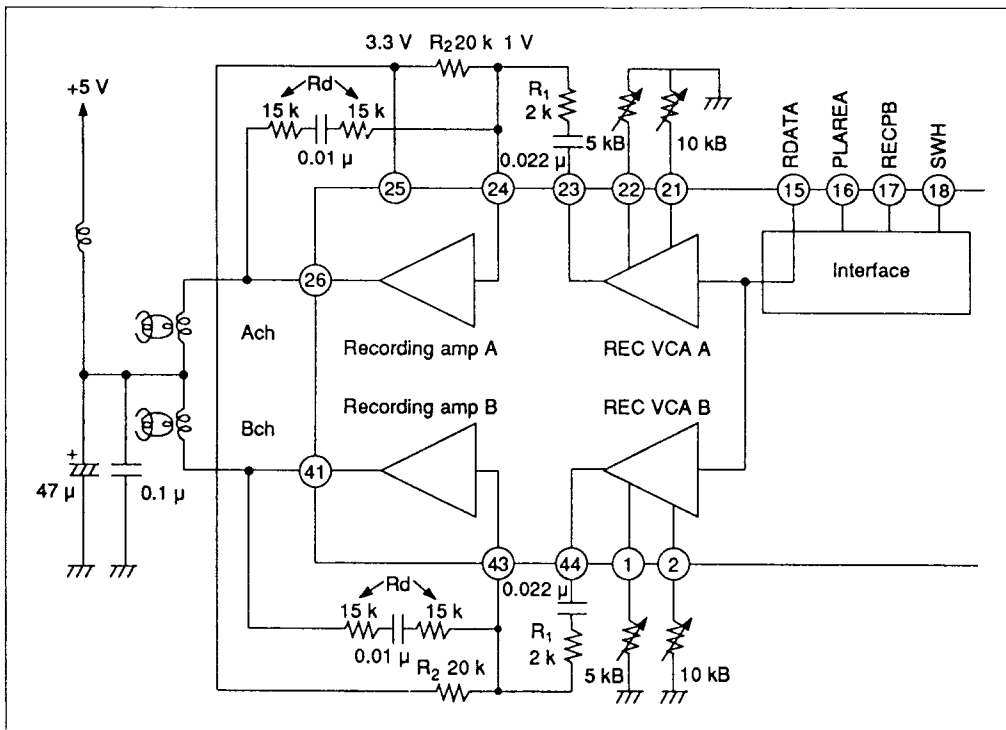 3.3 V R₂ 20 k 1 V
+5 V
Rd
15 k 15 k
0.01 µ
R₁
2 k
0.022 µ
5 kB
10 kB
RDATA
PLAREA
RECPB
SWH
25 24 23 22 21 15 16 17 18
Interface
26
Ach
Recording amp A
REC VCA A
Recording amp B
REC VCA B
Bch
41
+
47 µ
0.1 µ
43 44 1 2
0.022 µ
Rd
15 k 15 k
0.01 µ
R₁
2 k
R₂ 20 k
5 kB
10 kB